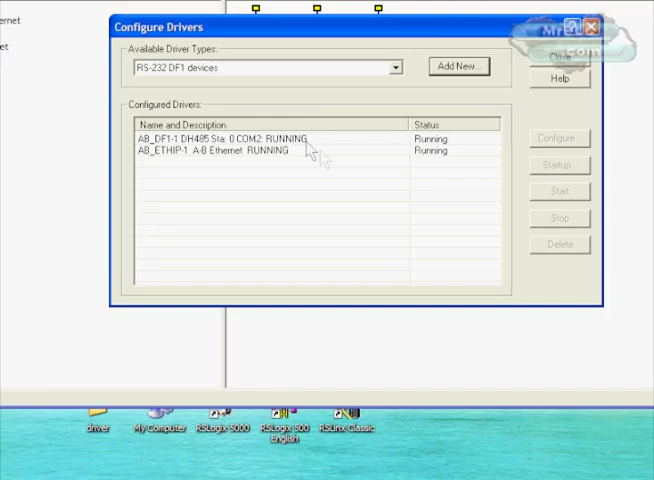 ernet
et
Configure Drivers
Close
Available Driver Types:
RS-232 DF1 devices
Add New...
Help
Configured Drivers:
Name and Description
Status
AB_DF1-1 DH485 Sta: 0 COM2: RUNNING
Running
AB_ETHIP-1 A-B Ethernet RUNNING
Running
Configure...
Startup...
Start
Stop
Delete
driver
My Computer
RSLogix 5000
RSLogix 500
English
RSLinx Classic
.com